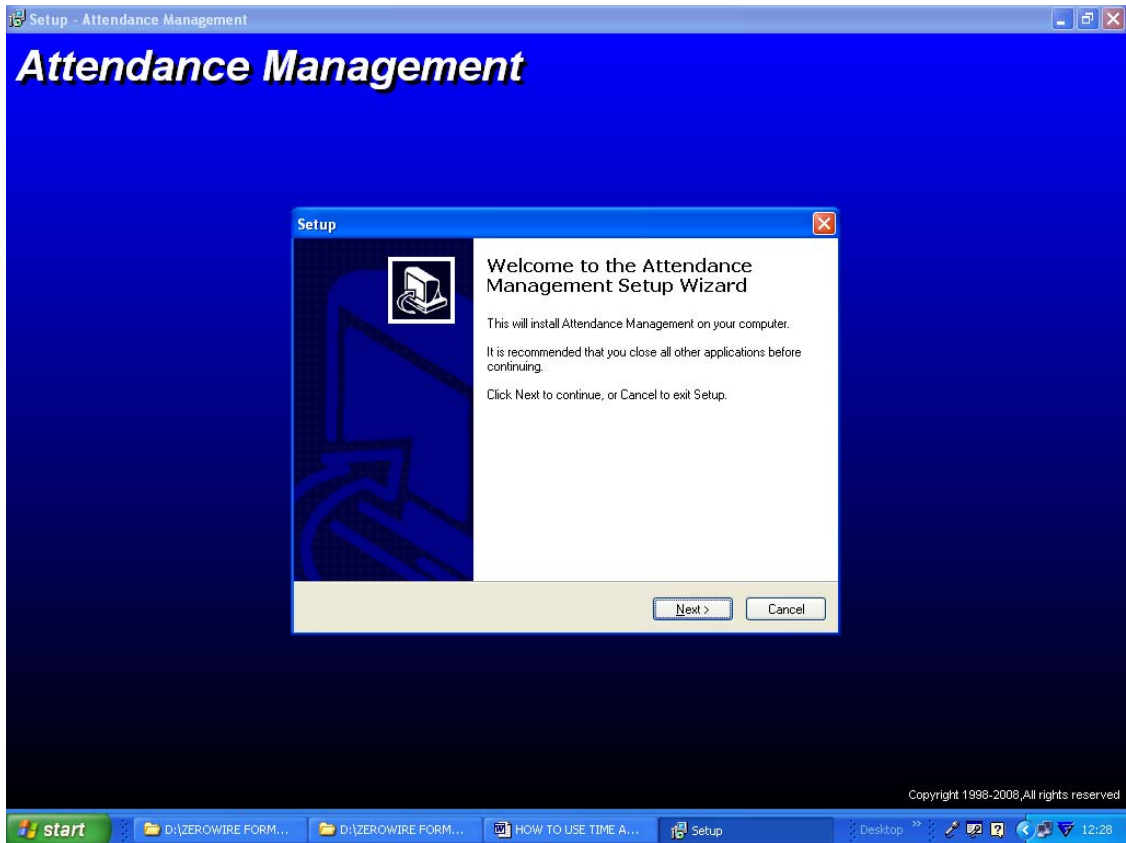 Setup - Attendance Management
Attendance Management
Setup
Welcome to the Attendance
Management Setup Wizard
This will install Attendance Management on your computer.
It is recommended that you close all other applications before
continuing.
Click Next to continue, or Cancel to exit Setup.
Next >
Cancel
Copyright 1998-2008,All rights reserved
start
D:\ZEROWIRE FORM...
D:\ZEROWIRE FORM...
HOW TO USE TIME A...
Setup
Desktop
12:28